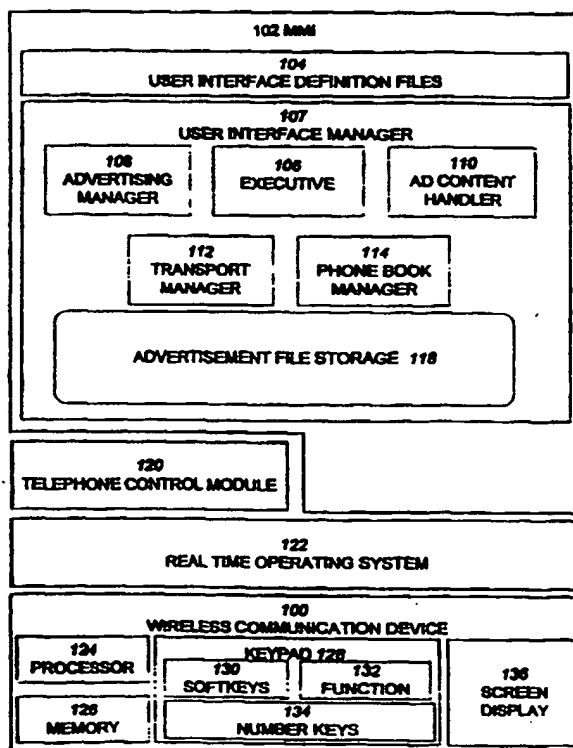 102 MMI
104
USER INTERFACE DEFINITION FILES
107
USER INTERFACE MANAGER
108
ADVERTISING
MANAGER
106
EXECUTIVE
110
AD CONTENT
HANDLER
112
TRANSPORT
MANAGER
114
PHONE BOOK
MANAGER
ADVERTISEMENT FILE STORAGE 118
120
TELEPHONE CONTROL MODULE
122
REAL TIME OPERATING SYSTEM
100
WIRELESS COMMUNICATION DEVICE
124
PROCESSOR
126
MEMORY
KEYPAD 128
130
SOFTKEYS
132
FUNCTION
134
NUMBER KEYS
136
SCREEN
DISPLAY